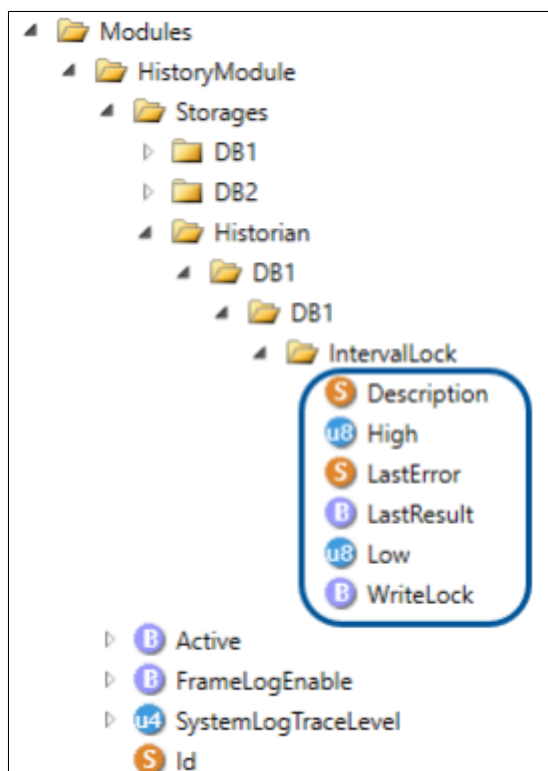 Modules
HistoryModule
Storages
DB1
DB2
Historian
DB1
DB1
IntervalLock
S Description
u8 High
S LastError
B LastResult
u8 Low
B WriteLock
B Active
B FrameLogEnable
u4 SystemLogTraceLevel
S Id